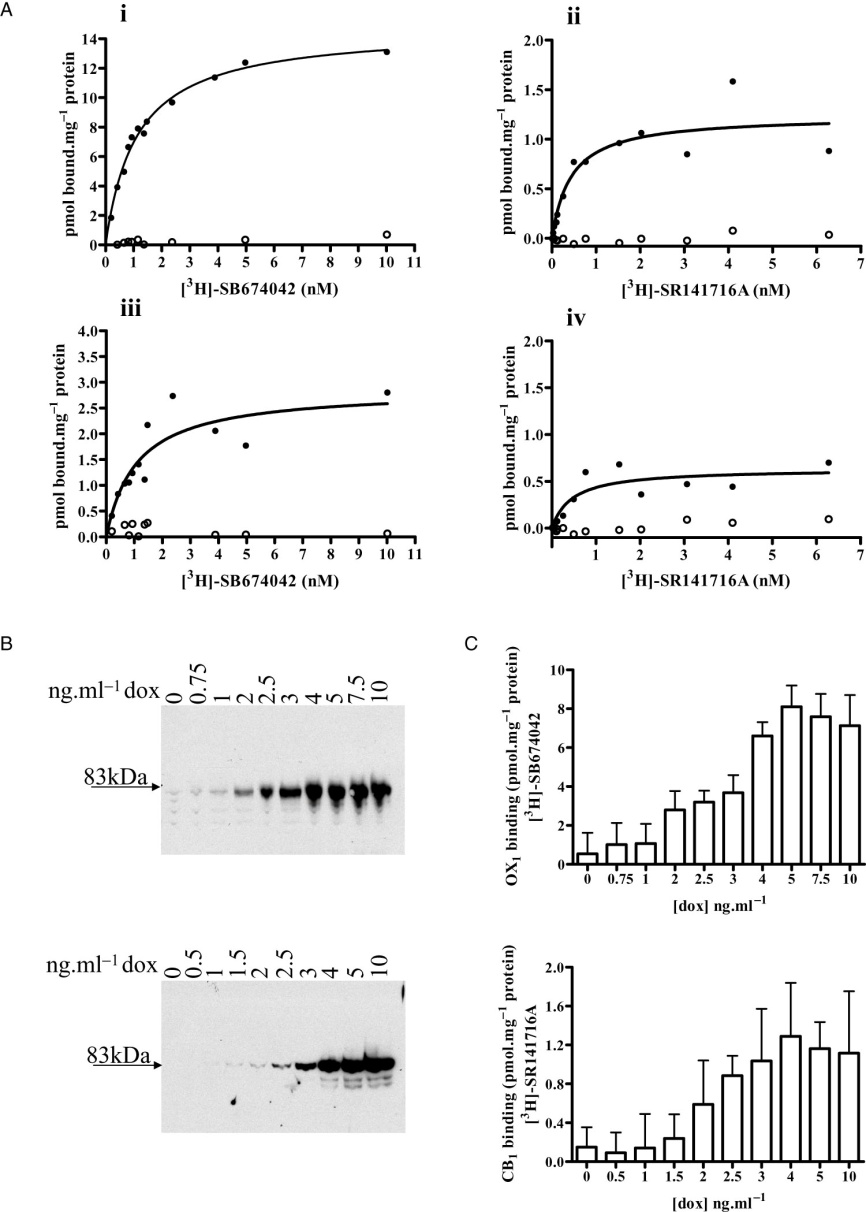 A
i
14
12
10
8
6
4
2
0
pmol bound.mg⁻¹ protein
0 1 2 3 4 5 6 7 8 9 10 11
[³H]-SB674042 (nM)
ii
2.0
1.5
1.0
0.5
0.0
pmol bound.mg⁻¹ protein
1 2 3 4 5 6 7
[³H]-SR141716A (nM)
iii
4.0
3.5
3.0
2.5
2.0
1.5
1.0
0.5
0.0
pmol bound.mg⁻¹ protein
0 1 2 3 4 5 6 7 8 9 10 11
[³H]-SB674042 (nM)
iv
2.0
1.5
1.0
0.5
0.0
pmol bound.mg⁻¹ protein
1 2 3 4 5 6 7
[³H]-SR141716A (nM)
B
ng.ml⁻¹ dox
0 0.75 1 2 2.5 3 4 5 7.5 10
83kDa
ng.ml⁻¹ dox
0 0.5 1 1.5 2 2.5 3 4 5 10
83kDa
C
10
8
6
4
2
0
OX₁ binding (pmol.mg⁻¹ protein)
[³H]-SB674042
0 0.75 1 2 2.5 3 4 5 7.5 10
[dox] ng.ml⁻¹
2.0
1.6
1.2
0.8
0.4
0.0
CB₁ binding (pmol.mg⁻¹ protein)
[³H]-SR141716A
0 0.5 1 1.5 2 2.5 3 4 5 10
[dox] ng.ml⁻¹